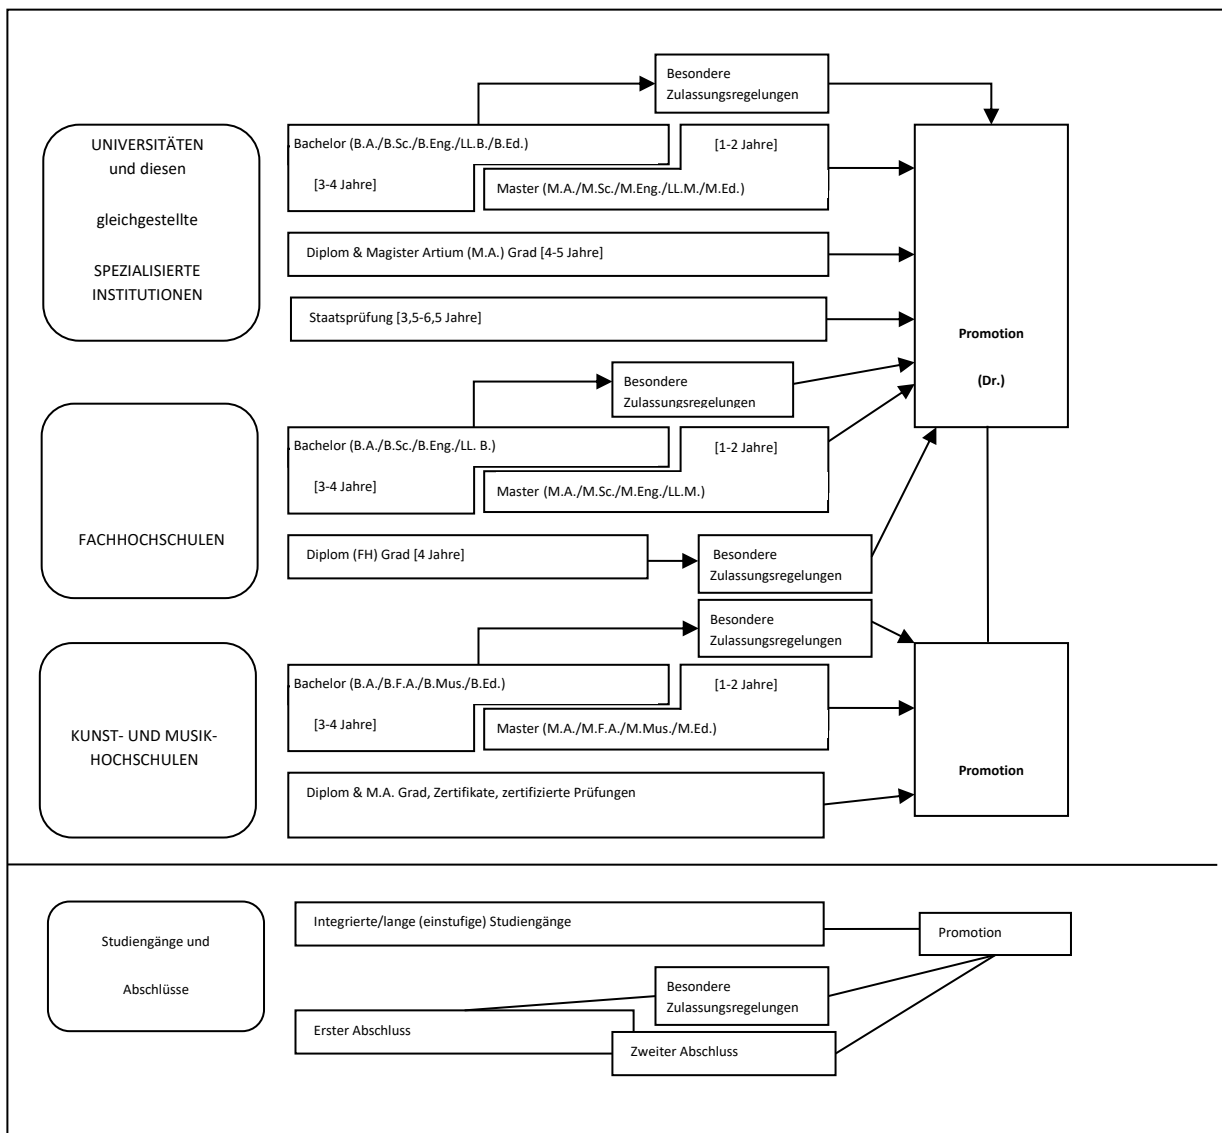 Besondere
Zulassungsregelungen
UNIVERSITÄTEN
und diesen
gleichgestellte
SPEZIALISIERTE
INSTITUTIONEN
Bachelor (B.A./B.Sc./B.Eng./LL.B./B.Ed.)
[3-4 Jahre]
[1-2 Jahre]
Master (M.A./M.Sc./M.Eng./LL.M./M.Ed.)
Diplom & Magister Artium (M.A.) Grad [4-5 Jahre]
Staatsprüfung [3,5-6,5 Jahre]
Promotion
(Dr.)
Besondere
Zulassungsregelungen
FACHHOCHSCHULEN
Bachelor (B.A./B.Sc./B.Eng./LL. B.)
[3-4 Jahre]
[1-2 Jahre]
Master (M.A./M.Sc./M.Eng./LL.M.)
Diplom (FH) Grad [4 Jahre]
Besondere
Zulassungsregelungen
Besondere
Zulassungsregelungen
KUNST- UND MUSIK-
HOCHSCHULEN
Bachelor (B.A./B.F.A./B.Mus./B.Ed.)
[3-4 Jahre]
[1-2 Jahre]
Master (M.A./M.F.A./M.Mus./M.Ed.)
Diplom & M.A. Grad, Zertifikate, zertifizierte Prüfungen
Promotion
Studiengänge und
Abschlüsse
Integrierte/lange (einstufige) Studiengänge
Promotion
Besondere
Zulassungsregelungen
Erster Abschluss
Zweiter Abschluss